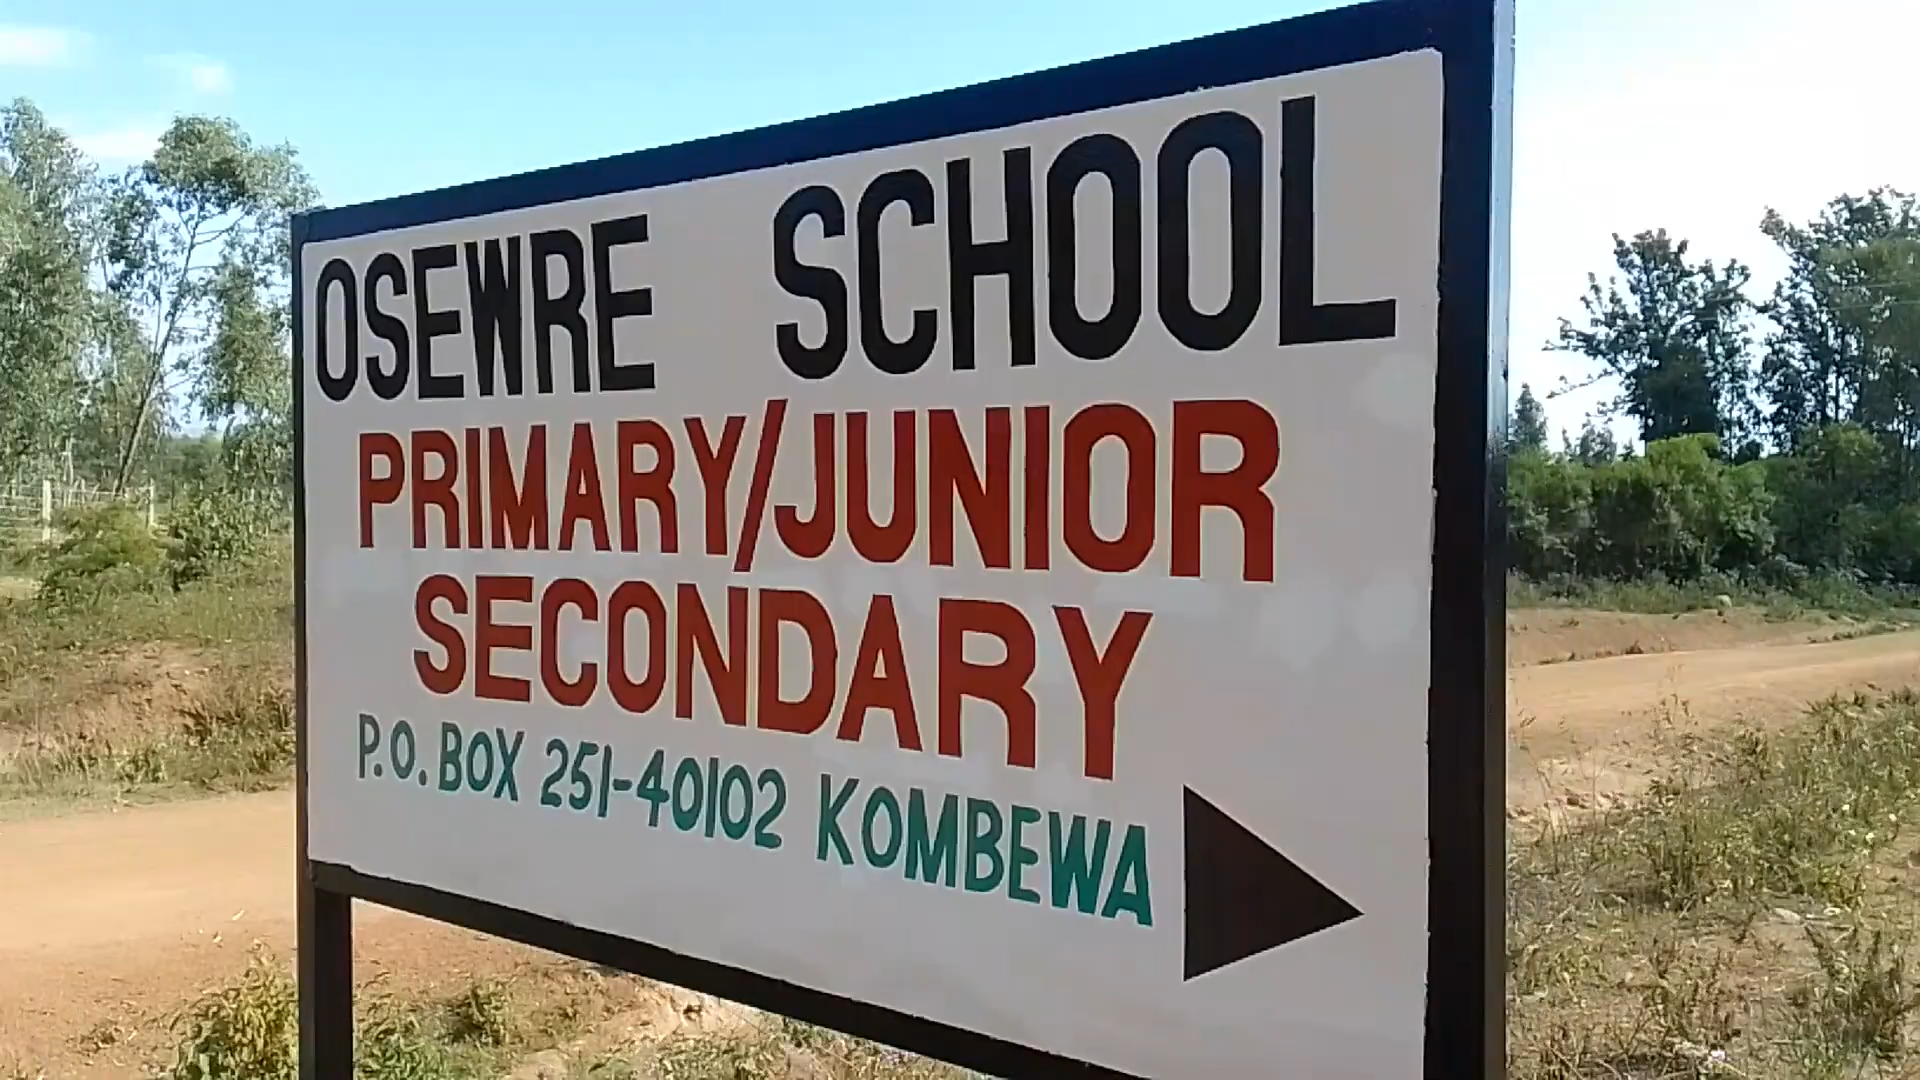 OSEWRE SCHOOL
PRIMARY/JUNIOR
SECONDARY
P.O. BOX 251-40102 KOMBEWA